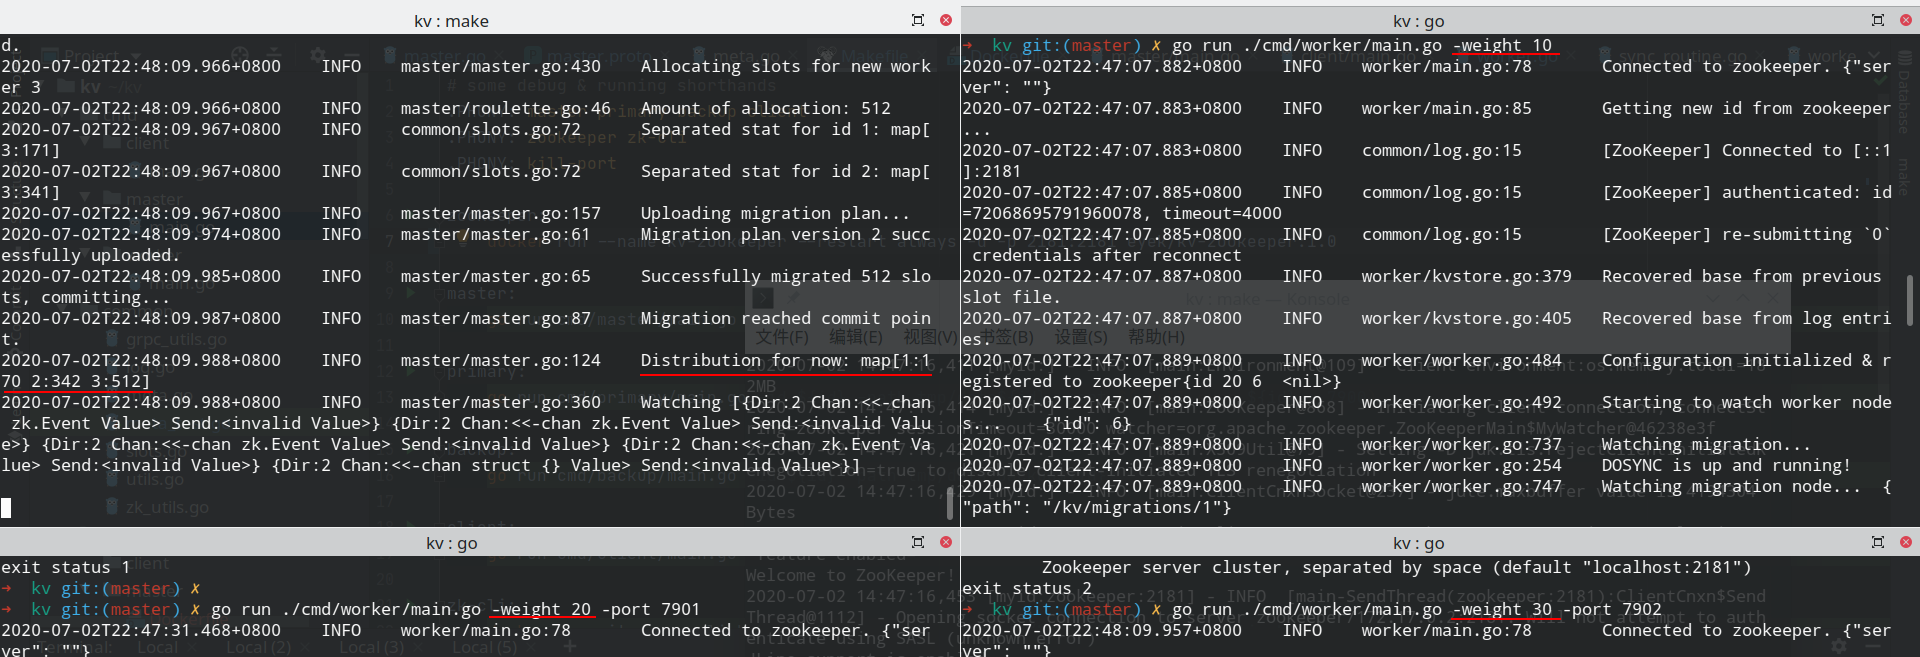 kv : make
d.
2020-07-02T22:48:09.966+0800 INFO master/master.go:430 Allocating slots for new work
er 3
2020-07-02T22:48:09.966+0800 INFO master/roulette.go:46 Amount of allocation: 512
2020-07-02T22:48:09.967+0800 INFO common/slots.go:72 Separated stat for id 1: map[
3:171]
2020-07-02T22:48:09.967+0800 INFO common/slots.go:72 Separated stat for id 2: map[
3:341]
2020-07-02T22:48:09.967+0800 INFO master/master.go:157 Uploading migration plan...
2020-07-02T22:48:09.974+0800 INFO master/master.go:61 Migration plan version 2 succ
essfully uploaded.
2020-07-02T22:48:09.985+0800 INFO master/master.go:65 Successfully migrated 512 slo
ts, committing...
2020-07-02T22:48:09.987+0800 INFO master/master.go:87 Migration reached commit poin
t.
2020-07-02T22:48:09.988+0800 INFO master/master.go:124 Distribution for now: map[1:1
70 2:342 3:512]
2020-07-02T22:48:09.988+0800 INFO master/master.go:360 Watching [{Dir:2 Chan:<<-chan
 zk.Event Value> Send:<invalid Value>} {Dir:2 Chan:<<-chan zk.Event Value> Send:<invalid Valu
e>} {Dir:2 Chan:<<-chan zk.Event Value> Send:<invalid Value>} {Dir:2 Chan:<<-chan zk.Event Va
lue> Send:<invalid Value>} {Dir:2 Chan:<<-chan struct {} Value> Send:<invalid Value>}]
kv : go
➜ kv git:(master) ✗ go run ./cmd/worker/main.go -weight 10
2020-07-02T22:47:07.882+0800 INFO worker/main.go:78 Connected to zookeeper. {"ser
ver": ""}
2020-07-02T22:47:07.883+0800 INFO worker/main.go:85 Getting new id from zookeeper
...
2020-07-02T22:47:07.883+0800 INFO common/log.go:15 [ZooKeeper] Connected to [::1
]:2181
2020-07-02T22:47:07.885+0800 INFO common/log.go:15 [ZooKeeper] authenticated: id
=72068695791960078, timeout=4000
2020-07-02T22:47:07.885+0800 INFO common/log.go:15 [ZooKeeper] re-submitting `0`
 credentials after reconnect
2020-07-02T22:47:07.887+0800 INFO worker/kvstore.go:379 Recovered base from previous
slot file.
2020-07-02T22:47:07.887+0800 INFO worker/kvstore.go:405 Recovered base from log entri
es.
2020-07-02T22:47:07.889+0800 INFO worker/worker.go:484 Configuration initialized & r
egistered to zookeeper{id 20 6  <nil>}
2020-07-02T22:47:07.889+0800 INFO worker/worker.go:492 Starting to watch worker node
s... {"id": 6}
2020-07-02T22:47:07.889+0800 INFO worker/worker.go:737 Watching migration...
2020-07-02T22:47:07.889+0800 INFO worker/worker.go:254 DOSYNC is up and running!
2020-07-02T22:47:07.889+0800 INFO worker/worker.go:747 Watching migration node... {
"path": "/kv/migrations/1"}
kv : go
exit status 1
➜ kv git:(master) ✗
➜ kv git:(master) ✗ go run ./cmd/worker/main.go -weight 20 -port 7901
2020-07-02T22:47:31.468+0800 INFO worker/main.go:78 Connected to zookeeper. {"ser
ver": ""}
kv : go
Zookeeper server cluster, separated by space (default "localhost:2181")
exit status 2
➜ kv git:(master) ✗ go run ./cmd/worker/main.go -weight 30 -port 7902
2020-07-02T22:48:09.957+0800 INFO worker/main.go:78 Connected to zookeeper. {"ser
ver": ""}